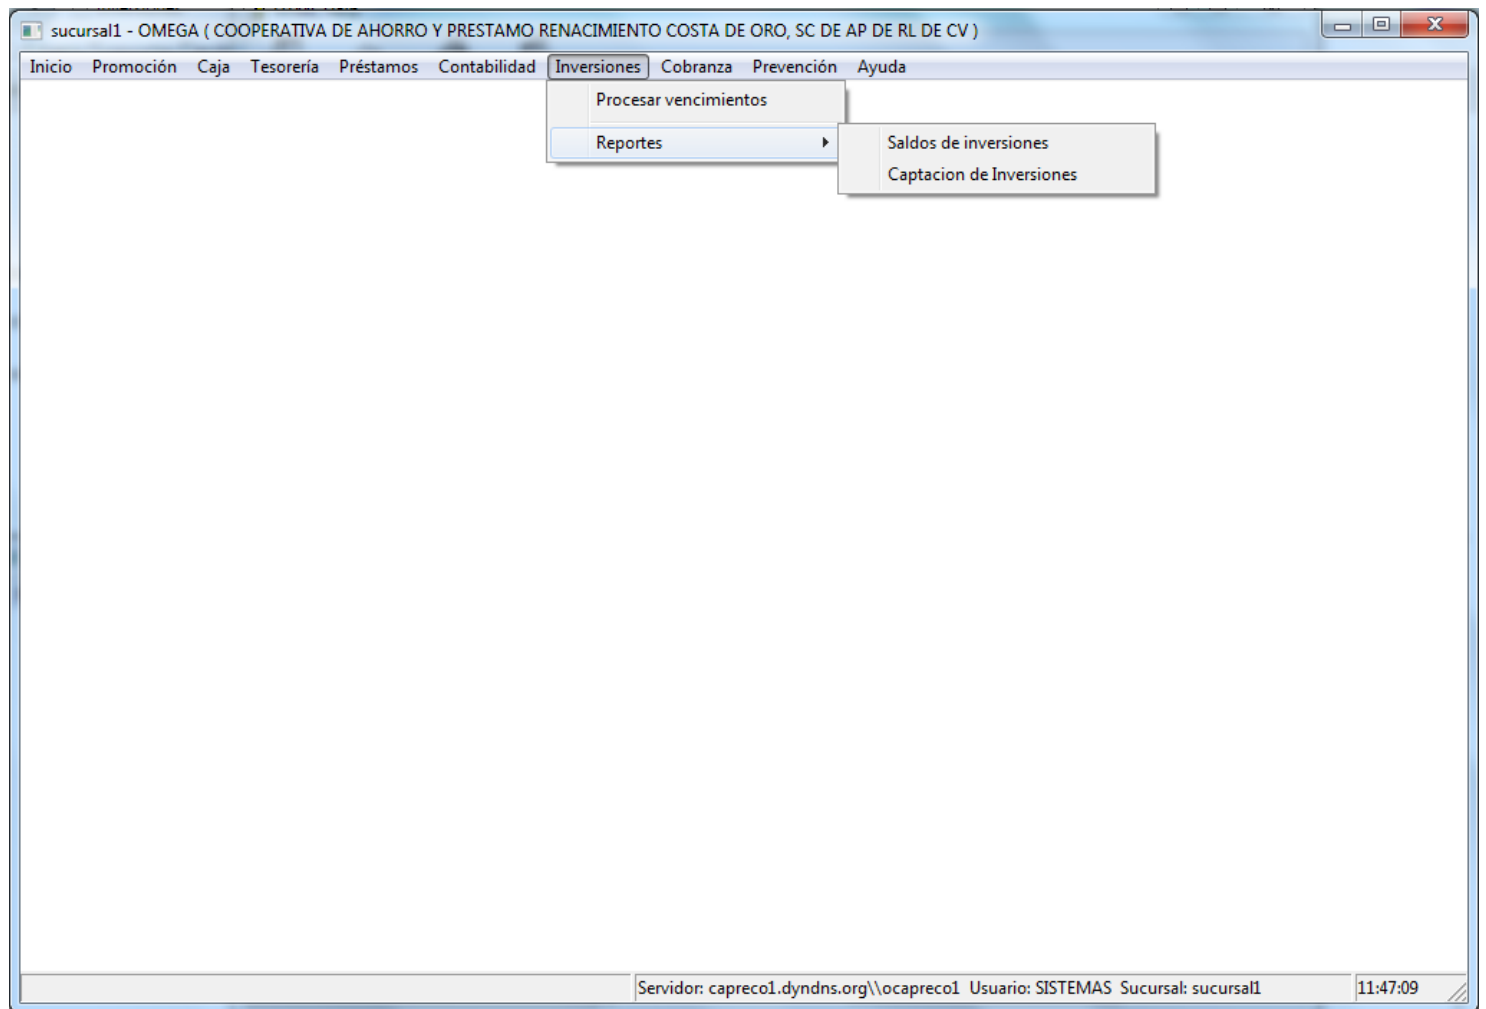 sucursal1 - OMEGA ( COOPERATIVA DE AHORRO Y PRESTAMO RENACIMIENTO COSTA DE ORO, SC DE AP DE RL DE CV )
Inicio Promoción Caja Tesorería Préstamos Contabilidad Inversiones Cobranza Prevención Ayuda
Procesar vencimientos
Reportes
Saldos de inversiones
Captacion de Inversiones
Servidor: capreco1.dyndns.org\\ocapreco1 Usuario: SISTEMAS Sucursal: sucursal1 11:47:09